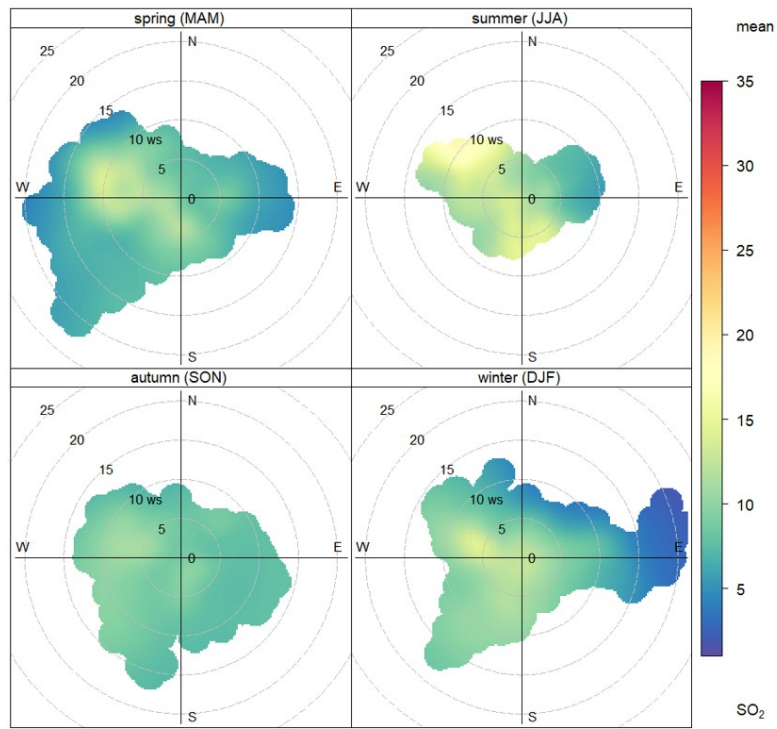 spring (MAM)
25
20
15
10 ws
5
0
N
W
E
S
summer (JJA)
25
20
15
10 ws
5
0
N
W
E
S
autumn (SON)
25
20
15
10 ws
5
0
N
W
E
S
winter (DJF)
25
20
15
10 ws
5
0
N
W
E
S
mean
35
30
25
20
15
10
5
SO₂